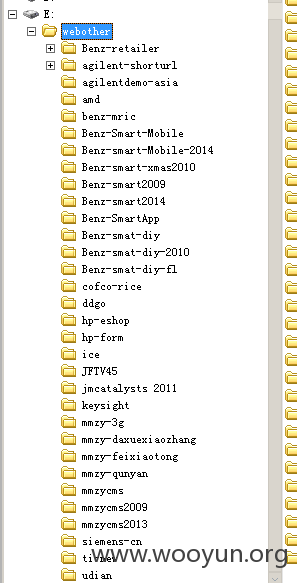 E:
webother
Benz-retailer
agilent-shorturl
agilentdemo-asia
amd
benz-mric
Benz-Smart-Mobile
Benz-smart-Mobile-2014
Benz-smart-xmas2010
Benz-smart2009
Benz-smart2014
Benz-SmartApp
Benz-smat-diy
Benz-smat-diy-2010
Benz-smat-diy-fl
cofco-rice
ddgo
hp-eshop
hp-form
ice
JFTV45
jmcatalysts 2011
keysight
mmzy-3g
mmzy-daxuexiaozhang
mmzy-feixiaotong
mmzy-qunyan
mmzycms
mmzycms2009
mmzycms2013
siemens-cn
www.wooyun.org
udian